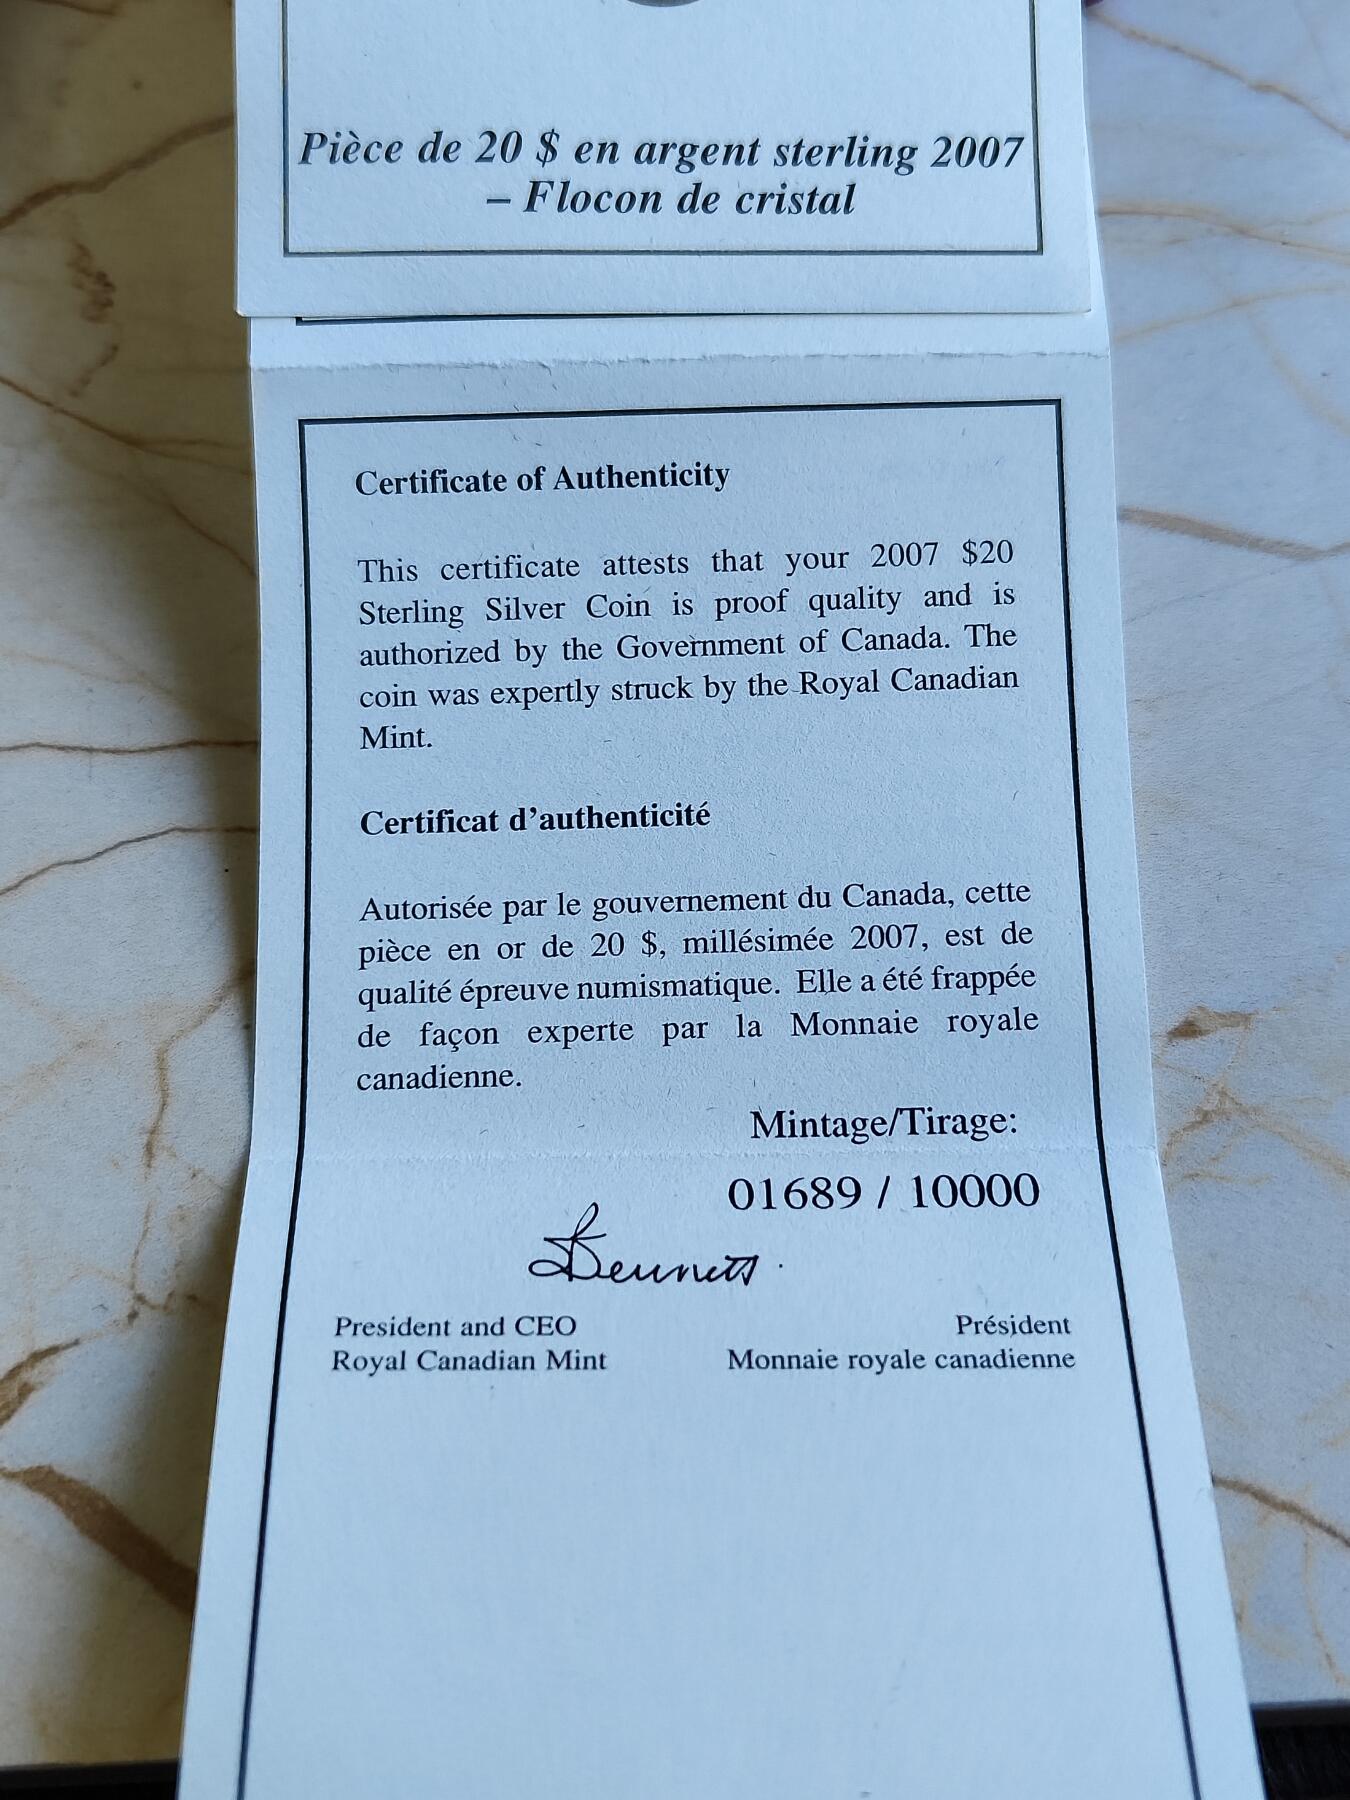 Pièce de 20 $ en argent sterling 2007
– Flocon de cristal
Certificate of Authenticity
This certificate attests that your 2007 $20
Sterling Silver Coin is proof quality and is
authorized by the Government of Canada. The
coin was expertly struck by the Royal Canadian
Mint.
Certificat d'authenticité
Autorisée par le gouvernement du Canada, cette
pièce en or de 20 $, millésimée 2007, est de
qualité épreuve numismatique. Elle a été frappée
de façon experte par la Monnaie royale
canadienne.
Mintage/Tirage:
01689 / 10000
President and CEO
Royal Canadian Mint
Président
Monnaie royale canadienne